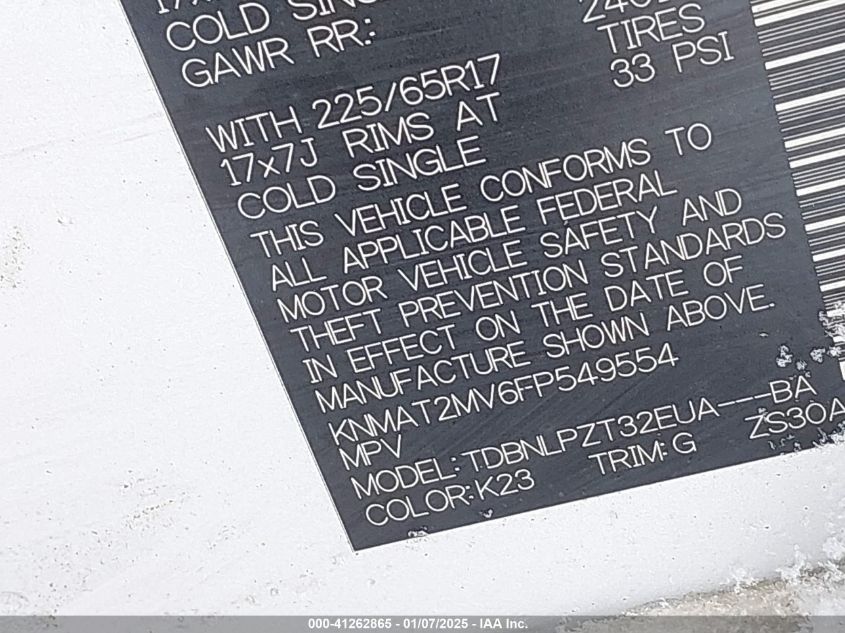 COLD SINGLE
GAWR RR:
TIRES
WITH 225/65R17
33 PSI
17x7J RIMS AT
COLD SINGLE
THIS VEHICLE CONFORMS TO
ALL APPLICABLE FEDERAL
MOTOR VEHICLE SAFETY AND
THEFT PREVENTION STANDARDS
IN EFFECT ON THE DATE OF
MANUFACTURE SHOWN ABOVE.
KNMAT2MV6FP549554
MPV
MODEL:TDBNLPZT32EUA---BA
COLOR:K23 TRIM:G ZS30A
000-41262865 - 01/07/2025 - IAA Inc.